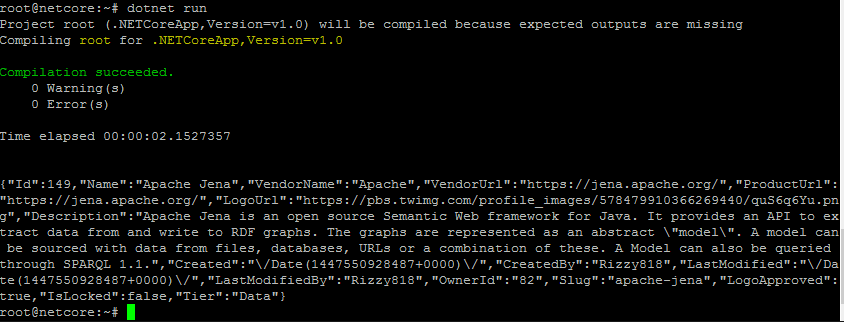 root@netcore:~# dotnet run
Project root (.NETCoreApp,Version=v1.0) will be compiled because expected outputs are missing
Compiling root for .NETCoreApp,Version=v1.0
Compilation succeeded.
0 Warning(s)
0 Error(s)
Time elapsed 00:00:02.1527357
{"Id":149,"Name":"Apache Jena","VendorName":"Apache","VendorUrl":"https://jena.apache.org/","ProductUrl":
"https://jena.apache.org/","LogoUrl":"https://pbs.twimg.com/profile_images/578479910366269440/quS6q6Yu.pn
g","Description":"Apache Jena is an open source Semantic Web framework for Java. It provides an API to ex
tract data from and write to RDF graphs. The graphs are represented as an abstract \"model\". A model can
be sourced with data from files, databases, URLs or a combination of these. A Model can also be queried
through SPARQL 1.1.","Created":"\/Date(1447550928487+0000)\/","CreatedBy":"Rizzy818","LastModified":"\/Da
te(1447550928487+0000)\/","LastModifiedBy":"Rizzy818","OwnerId":"82","Slug":"apache-jena","LogoApproved":
true,"IsLocked":false,"Tier":"Data"}
root@netcore:~#